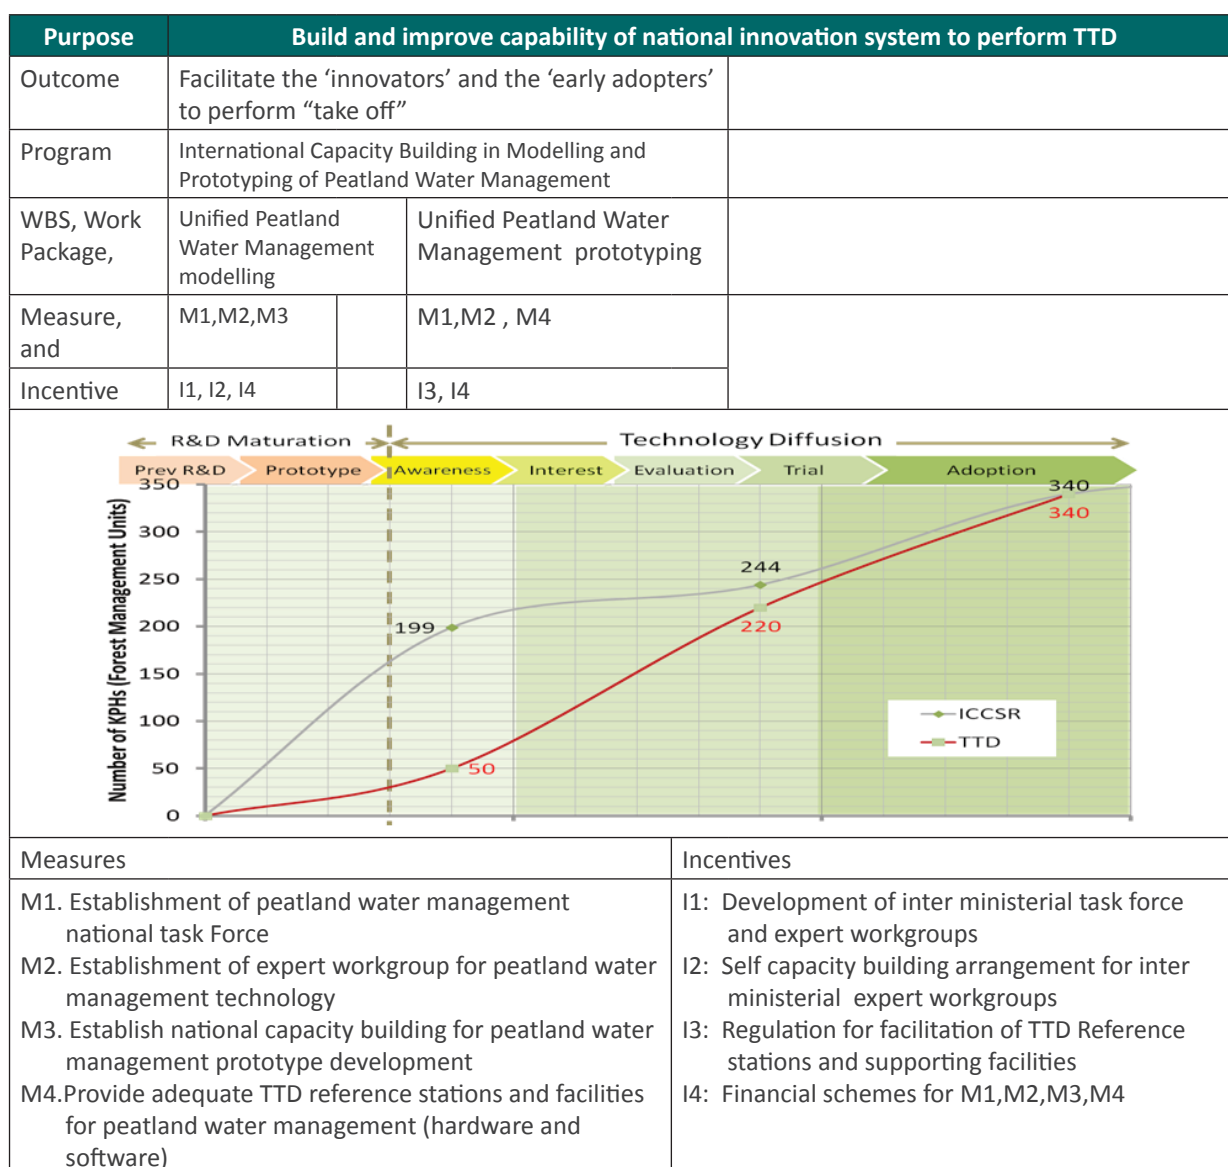 Purpose
Build and improve capability of national innovation system to perform TTD
Outcome
Facilitate the ‘innovators’ and the ‘early adopters’
to perform “take off”
Program
International Capacity Building in Modelling and
Prototyping of Peatland Water Management
WBS, Work
Package,
Unified Peatland
Water Management
modelling
Unified Peatland Water
Management  prototyping
Measure,
and
M1,M2,M3
M1,M2 , M4
Incentive
I1, I2, I4
I3, I4
R&D Maturation
Technology Diffusion
Prev R&D
Prototype
Awareness
Interest
Evaluation
Trial
Adoption
Number of KPHs (Forest Management Units)
350
300
250
200
150
100
50
0
199
244
340
340
220
50
ICCSR
TTD
Measures
M1. Establishment of peatland water management
national task Force
M2. Establishment of expert workgroup for peatland water
management technology
M3. Establish national capacity building for peatland water
management prototype development
M4.Provide adequate TTD reference stations and facilities
for peatland water management (hardware and
software)
Incentives
I1:  Development of inter ministerial task force
and expert workgroups
I2:  Self capacity building arrangement for inter
ministerial  expert workgroups
I3:  Regulation for facilitation of TTD Reference
stations and supporting facilities
I4:  Financial schemes for M1,M2,M3,M4